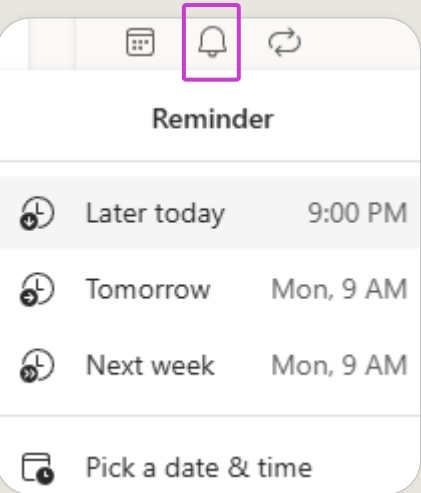 Reminder
Later today 9:00 PM
Tomorrow Mon, 9 AM
Next week Mon, 9 AM
Pick a date & time